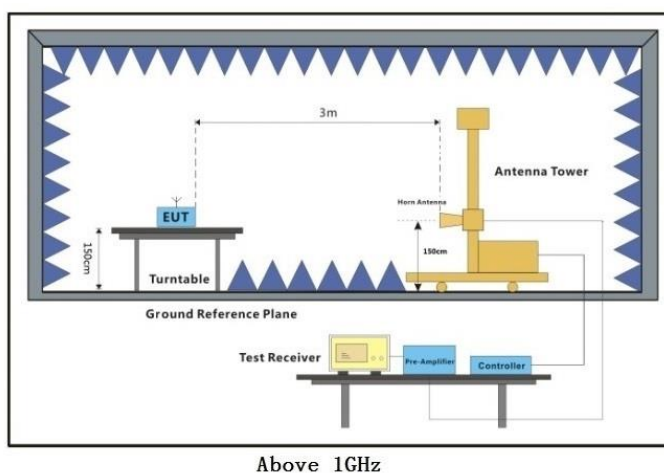 3m
Antenna Tower
Horn Antenna
EUT
150cm
150cm
Turntable
Ground Reference Plane
Test Receiver
Pre-Amplifier
Controller
Above 1GHz